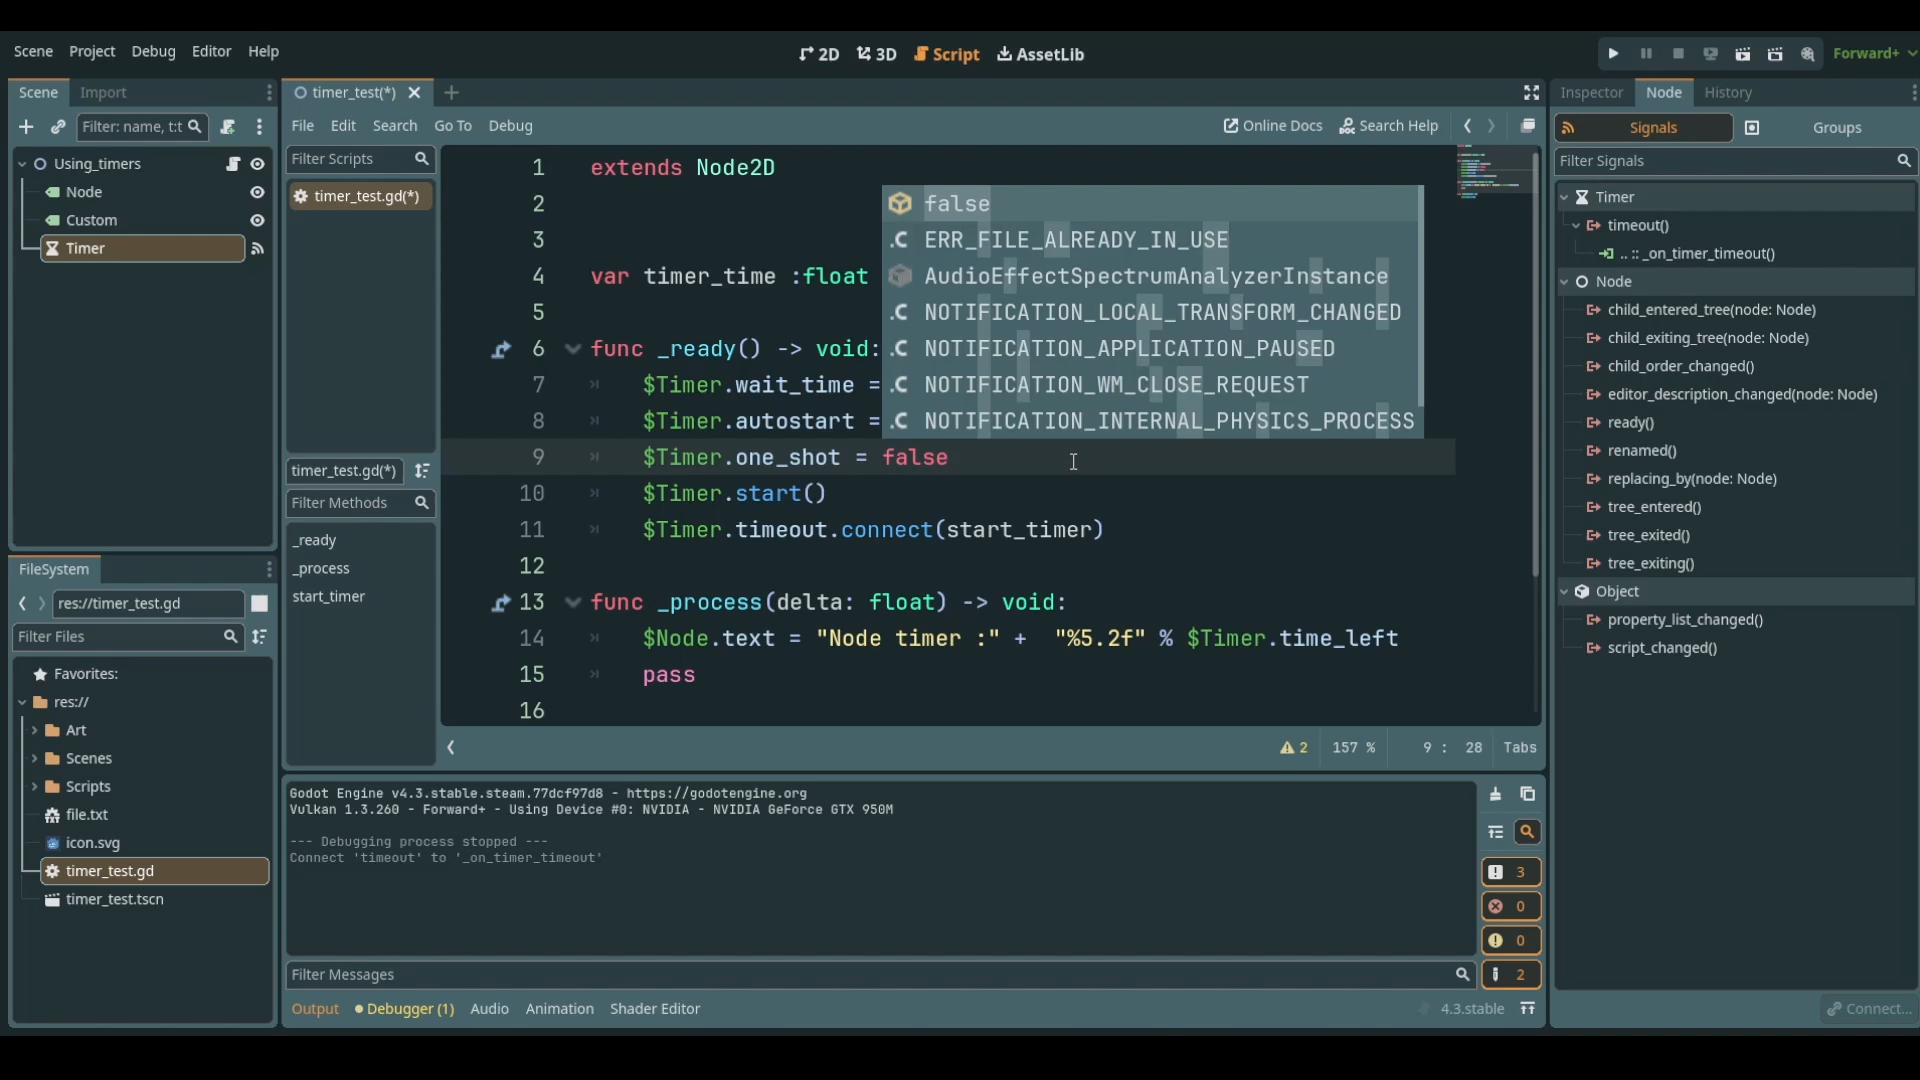 Scene Project Debug Editor Help
2D 3D Script AssetLib
Forward+
Scene Import
Filter: name, t:t
Using_timers
Node
Custom
Timer
FileSystem
res://timer_test.gd
Filter Files
Favorites:
res://
Art
Scenes
Scripts
file.txt
icon.svg
timer_test.gd
timer_test.tscn
timer_test(*)
File Edit Search Go To Debug
Online Docs Search Help
Filter Scripts
timer_test.gd(*)
timer_test.gd(*)
Filter Methods
_ready
_process
start_timer
1 extends Node2D
2
3
4 var timer_time :float
5
6 func _ready() -> void:
7 $Timer.wait_time =
8 $Timer.autostart =
9 $Timer.one_shot = false
10 $Timer.start()
11 $Timer.timeout.connect(start_timer)
12
13 func _process(delta: float) -> void:
14 $Node.text = "Node timer :" + "%5.2f" % $Timer.time_left
15 pass
16
false
.C ERR_FILE_ALREADY_IN_USE
AudioEffectSpectrumAnalyzerInstance
.C NOTIFICATION_LOCAL_TRANSFORM_CHANGED
.C NOTIFICATION_APPLICATION_PAUSED
.C NOTIFICATION_WM_CLOSE_REQUEST
.C NOTIFICATION_INTERNAL_PHYSICS_PROCESS
2 157 % 9 : 28 Tabs
Godot Engine v4.3.stable.steam.77dcf97d8 - https://godotengine.org
Vulkan 1.3.260 - Forward+ - Using Device #0: NVIDIA - NVIDIA GeForce GTX 950M
--- Debugging process stopped ---
Connect 'timeout' to '_on_timer_timeout'
3
0
0
2
Filter Messages
Output Debugger (1) Audio Animation Shader Editor
4.3.stable
Inspector Node History
Signals Groups
Filter Signals
Timer
timeout()
.. :: _on_timer_timeout()
Node
child_entered_tree(node: Node)
child_exiting_tree(node: Node)
child_order_changed()
editor_description_changed(node: Node)
ready()
renamed()
replacing_by(node: Node)
tree_entered()
tree_exited()
tree_exiting()
Object
property_list_changed()
script_changed()
Connect...